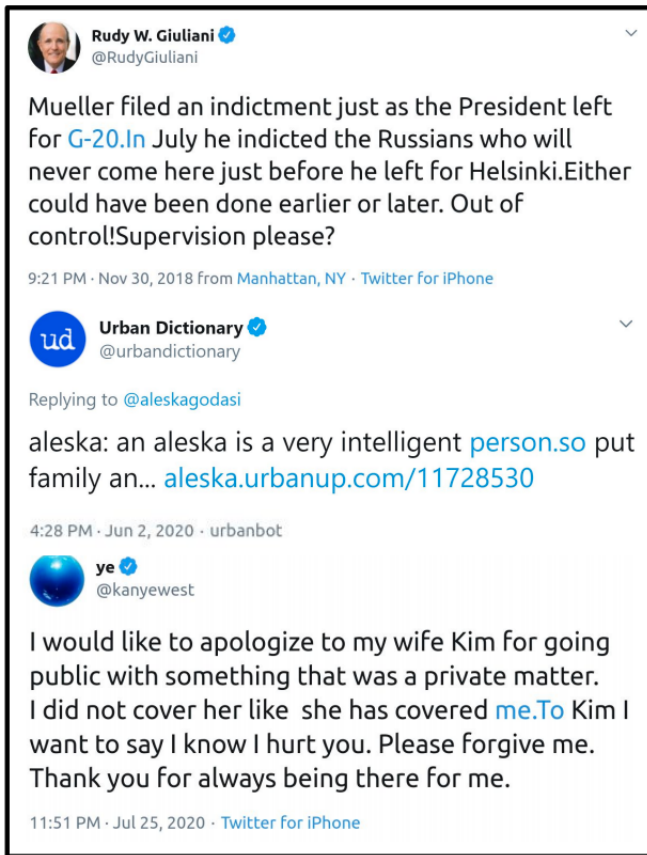 Rudy W. Giuliani
@RudyGiuliani
Mueller filed an indictment just as the President left
for G-20.In July he indicted the Russians who will
never come here just before he left for Helsinki.Either
could have been done earlier or later. Out of
control!Supervision please?
9:21 PM · Nov 30, 2018 from Manhattan, NY · Twitter for iPhone
ud
Urban Dictionary
@urbandictionary
Replying to @aleskagodasi
aleska: an aleska is a very intelligent person.so put
family an... aleska.urbanup.com/11728530
4:28 PM · Jun 2, 2020 · urbanbot
ye
@kanyewest
I would like to apologize to my wife Kim for going
public with something that was a private matter.
I did not cover her like  she has covered me.To Kim I
want to say I know I hurt you. Please forgive me.
Thank you for always being there for me.
11:51 PM · Jul 25, 2020 · Twitter for iPhone